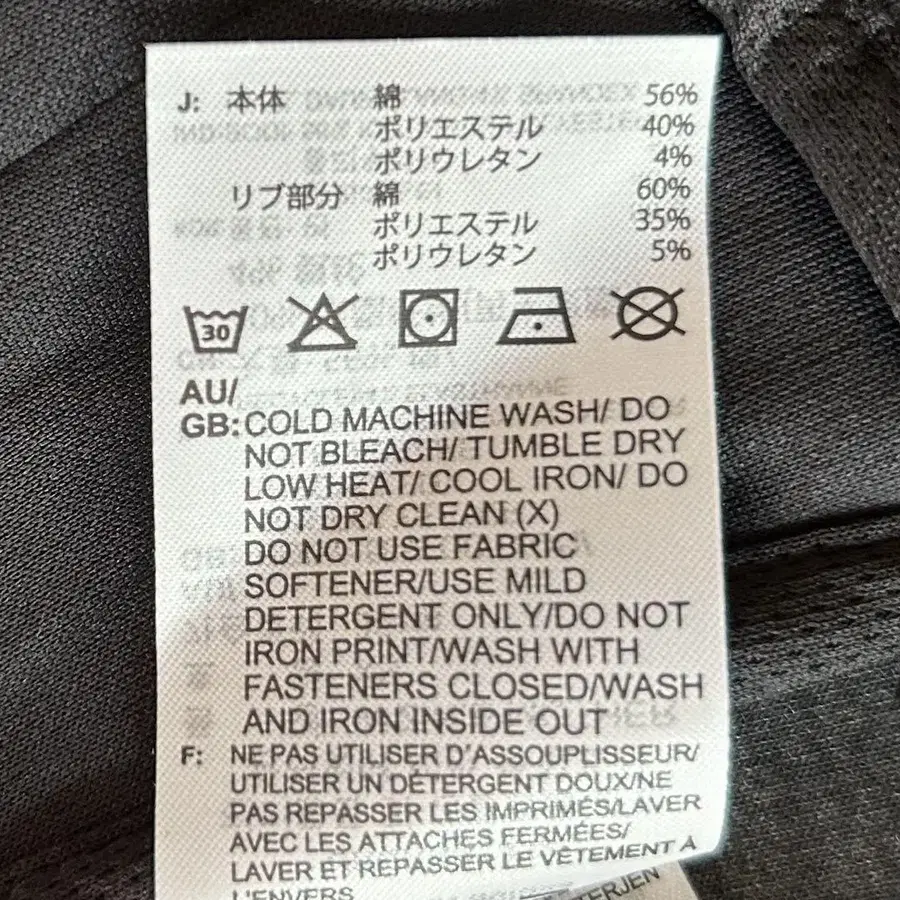 J: 本体 綿 56%
ポリエステル 40%
ポリウレタン 4%
リブ部分 綿 60%
ポリエステル 35%
ポリウレタン 5%
30
AU/
GB: COLD MACHINE WASH/ DO
NOT BLEACH/ TUMBLE DRY
LOW HEAT/ COOL IRON/ DO
NOT DRY CLEAN (X)
DO NOT USE FABRIC
SOFTENER/USE MILD
DETERGENT ONLY/DO NOT
IRON PRINT/WASH WITH
FASTENERS CLOSED/WASH
AND IRON INSIDE OUT
F: NE PAS UTILISER D'ASSOUPLISSEUR/
UTILISER UN DÉTERGENT DOUX/NE
PAS REPASSER LES IMPRIMÉS/LAVER
AVEC LES ATTACHES FERMÉES/
LAVER ET REPASSER LE VÊTEMENT À
L'ENVERS